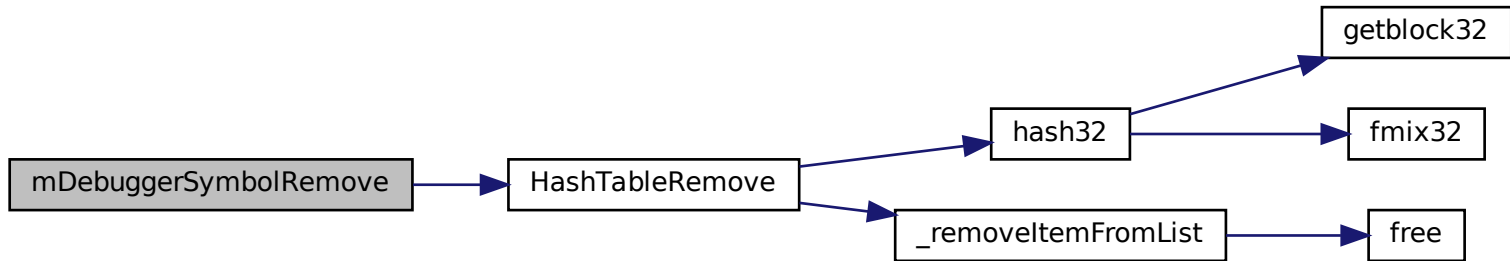 getblock32
hash32
fmix32
mDebuggerSymbolRemove
HashTableRemove
_removeItemFromList
free